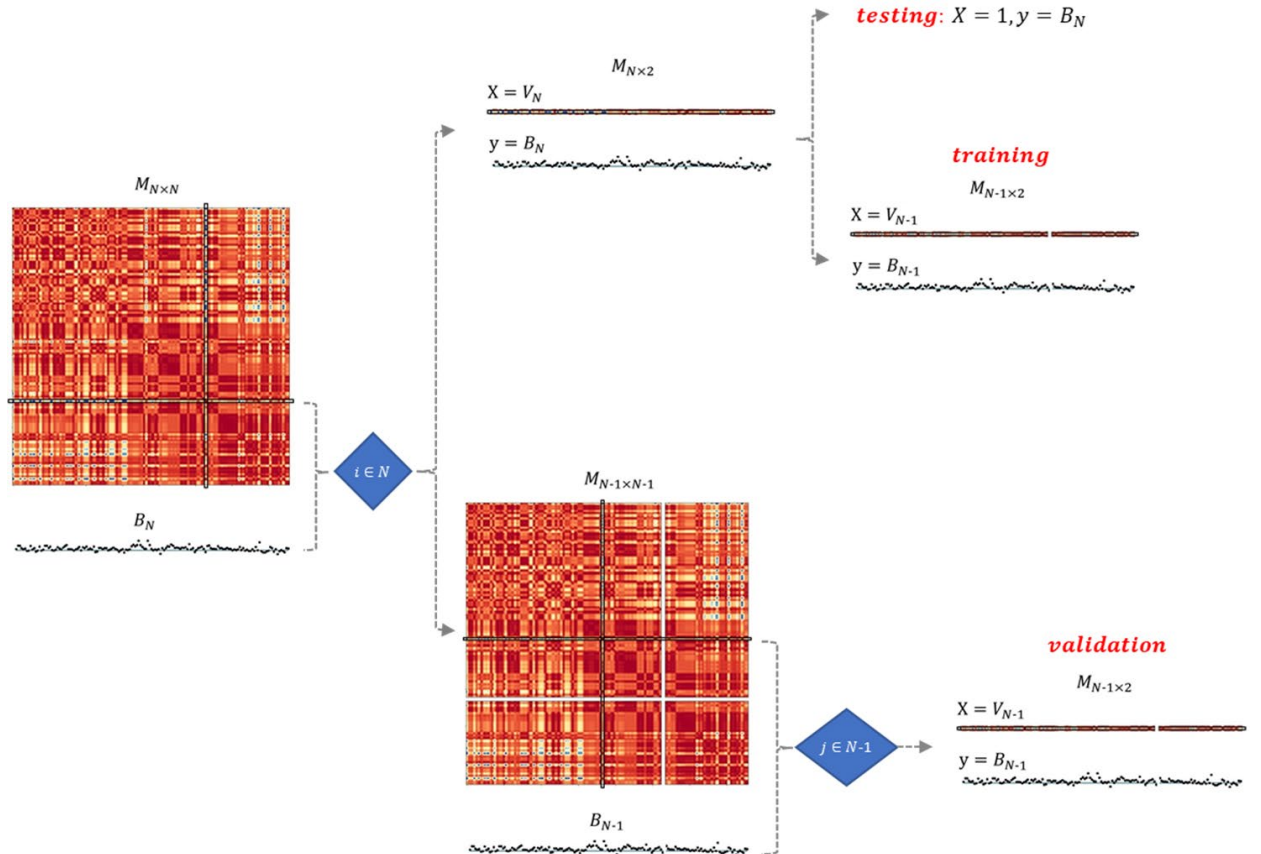 testing: X = 1, y = B_N
M_{N×2}
X = V_N
y = B_N
training
M_{N-1×2}
X = V_{N-1}
y = B_{N-1}
M_{N×N}
i ∈ N
B_N
M_{N-1×N-1}
validation
M_{N-1×2}
X = V_{N-1}
j ∈ N-1
y = B_{N-1}
B_{N-1}